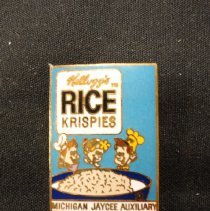 Kellogg's
RICE
KRISPIES
MICHIGAN JAYCEE AUXILIARY